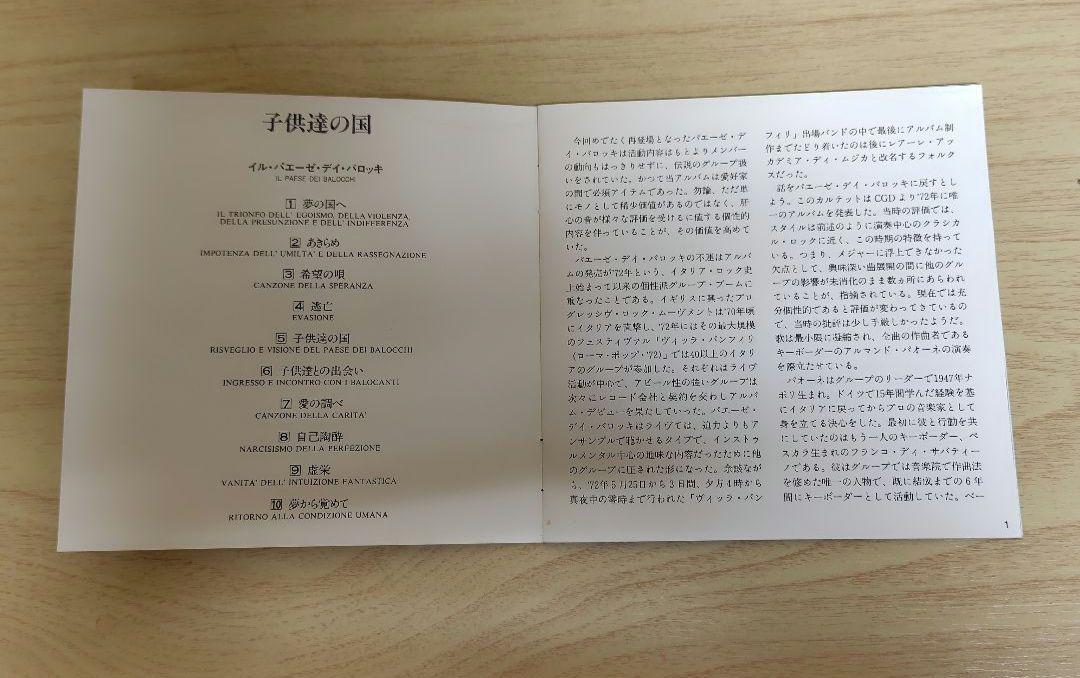 子供達の国
イル・パエーゼ・デイ・バロッキ
IL PAESE DEI BALOCCHI
1 夢の国へ
IL TRIONFO DELL' EGOISMO, DELLA VIOLENZA,
DELLA PRESUNZIONE E DELL' INDIFFERENZA
2 あきらめ
IMPOTENZA DELL' UMILTA' E DELLA RASSEGNAZIONE
3 希望の唄
CANZONE DELLA SPERANZA
4 逃亡
EVASIONE
5 子供達の国
RISVEGLIO E VISIONE DEL PAESE DEI BALOCCHI
6 子供達との出会い
INGRESSO E INCONTRO CON I BALOCANTI
7 愛の調べ
CANZONE DELLA CARITA'
8 自己陶酔
NARCISISMO DELLA PERFEZIONE
9 虚栄
VANITA' DELL' INTUIZIONE FANTASTICA
10 夢から覚めて
RITORNO ALLA CONDIZIONE UMANA
今回めでたく再登場となったパエーゼ・デ
イ・バロッキは活動内容はもとよりメンバー
の動向もはっきりせずに、伝説のグループ扱
いをされていた。かつて当アルバムは愛好家
の間で必須アイテムであった。勿論、ただ単
にモノとして稀少価値があるのではなく、肝
心の音が様々な評価を受けるに値する個性的
内容を伴っていることが、その価値を高めて
いた。
パエーゼ・デイ・バロッキの不運はアルバ
ムの発売が'72年という、イタリア・ロック史
上始まって以来の個性派グループ・ブームに
重なったことである。イギリスに興ったプロ
グレッシヴ・ロック・ムーヴメントは'70年頃
にイタリアを襲撃し、'72年にはその最大規模
のフェスティヴァル「ヴィッラ・パンフィリ
(ローマ・ポップ・'72)」では40以上のイタリ
アのグループが参加した。それぞれはライヴ
活動が中心で、アピール性の強いグループは
次々にレコード会社と契約を交わしアルバ
ム・デビューを果たしていった。パエーゼ・
デイ・バロッキはライヴでは、迫力よりもア
ンサンブルで聴かせるタイプで、インストゥ
ルメンタル中心の地味な内容だったために他
のグループに圧された形になった。余談なが
ら、'72年5月25日から3日間、夕方4時から
真夜中の零時まで行われた「ヴィッラ・パン
フィリ」出場バンドの中で最後にアルバム制
作までたどり着いたのは後にレアーレ・アッ
カデミア・ディ・ムジカと改名するフォルク
スだった。
話をパエーゼ・デイ・バロッキに戻すとし
よう。このカルテットはCGDより'72年に唯
一のアルバムを発表した。当時の評価では、
スタイルは前述のように演奏中心のクラシカ
ル・ロックに近く、この時期の特徴を持って
いる。つまり、メジャーに浮上できなかった
欠点として、興味深い曲展開の間に他のグル
ープの影響が未消化のまま数ヵ所にあらわれ
ていることが、指摘されている。現在では充
分個性的であると評価が変わってきているの
で、当時の批評は少し手厳しかったようだ。
歌は最小限に凝縮され、全曲の作曲者である
キーボーダーのアルマンド・パオーネの演奏
を際立たせている。
パオーネはグループのリーダーで1947年ナ
ポリ生まれ。ドイツで15年間学んだ経験を基
にイタリアに戻ってからプロの音楽家として
身を立てる決心をした。最初に彼と行動を共
にしていたのはもう一人のキーボーダー、ペ
スカラ生まれのフランコ・ディ・サバティー
ノである。彼はグループでは音楽院で作曲法
を修めた唯一の人物で、既に結成までの6年
間にキーボーダーとして活動していた。ベー
1